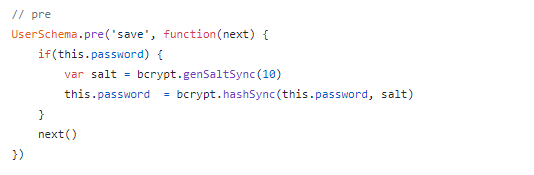 // pre
UserSchema.pre('save', function(next) {
    if(this.password) {
        var salt = bcrypt.genSaltSync(10)
        this.password  = bcrypt.hashSync(this.password, salt)
    }
    next()
})